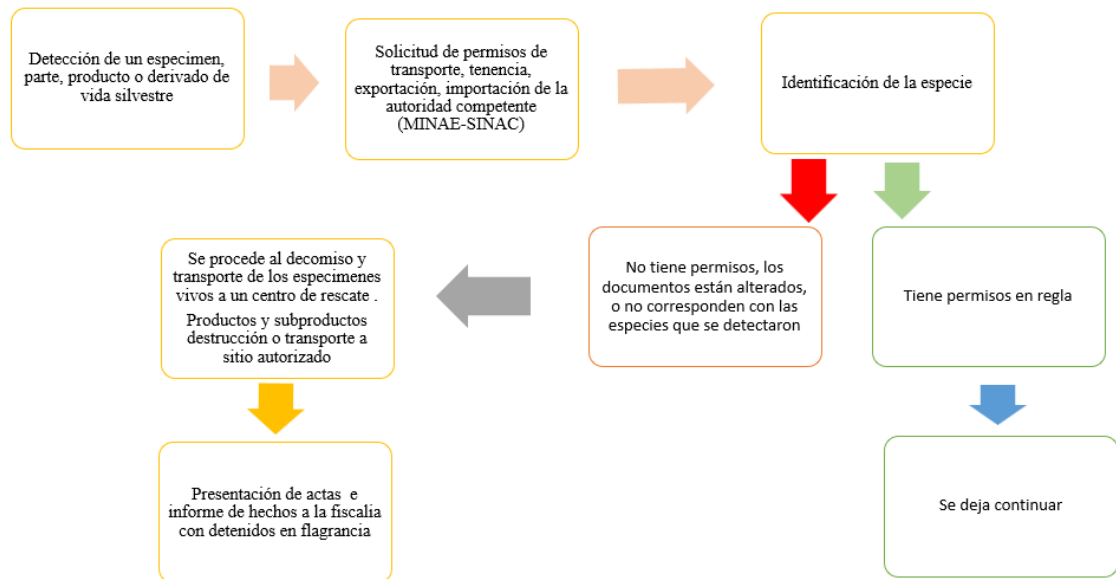 Detección de un especimen,
parte, producto o derivado de
vida silvestre
Solicitud de permisos de
transporte, tenencia,
exportación, importación de la
autoridad competente
(MINAE-SINAC)
Identificación de la especie
No tiene permisos, los
documentos están alterados,
o no corresponden con las
especies que se detectaron
Tiene permisos en regla
Se procede al decomiso y
transporte de los especimenes
vivos a un centro de rescate .
Productos y subproductos
destrucción o transporte a
sitio autorizado
Presentación de actas e
informe de hechos a la fiscalia
con detenidos en flagrancia
Se deja continuar